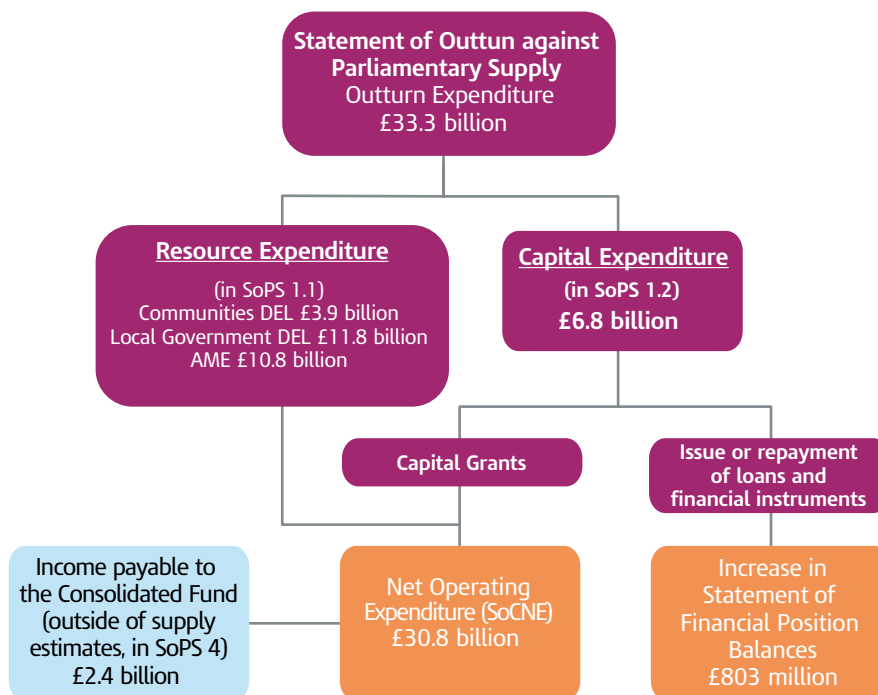 Statement of Outtun against
Parliamentary Supply
Outturn Expenditure
£33.3 billion
Resource Expenditure
(in SoPS 1.1)
Communities DEL £3.9 billion
Local Government DEL £11.8 billion
AME £10.8 billion
Capital Expenditure
(in SoPS 1.2)
£6.8 billion
Capital Grants
Issue or repayment
of loans and
financial instruments
Income payable to
the Consolidated Fund
(outside of supply
estimates, in SoPS 4)
£2.4 billion
Net Operating
Expenditure (SoCNE)
£30.8 billion
Increase in
Statement of
Financial Position
Balances
£803 million